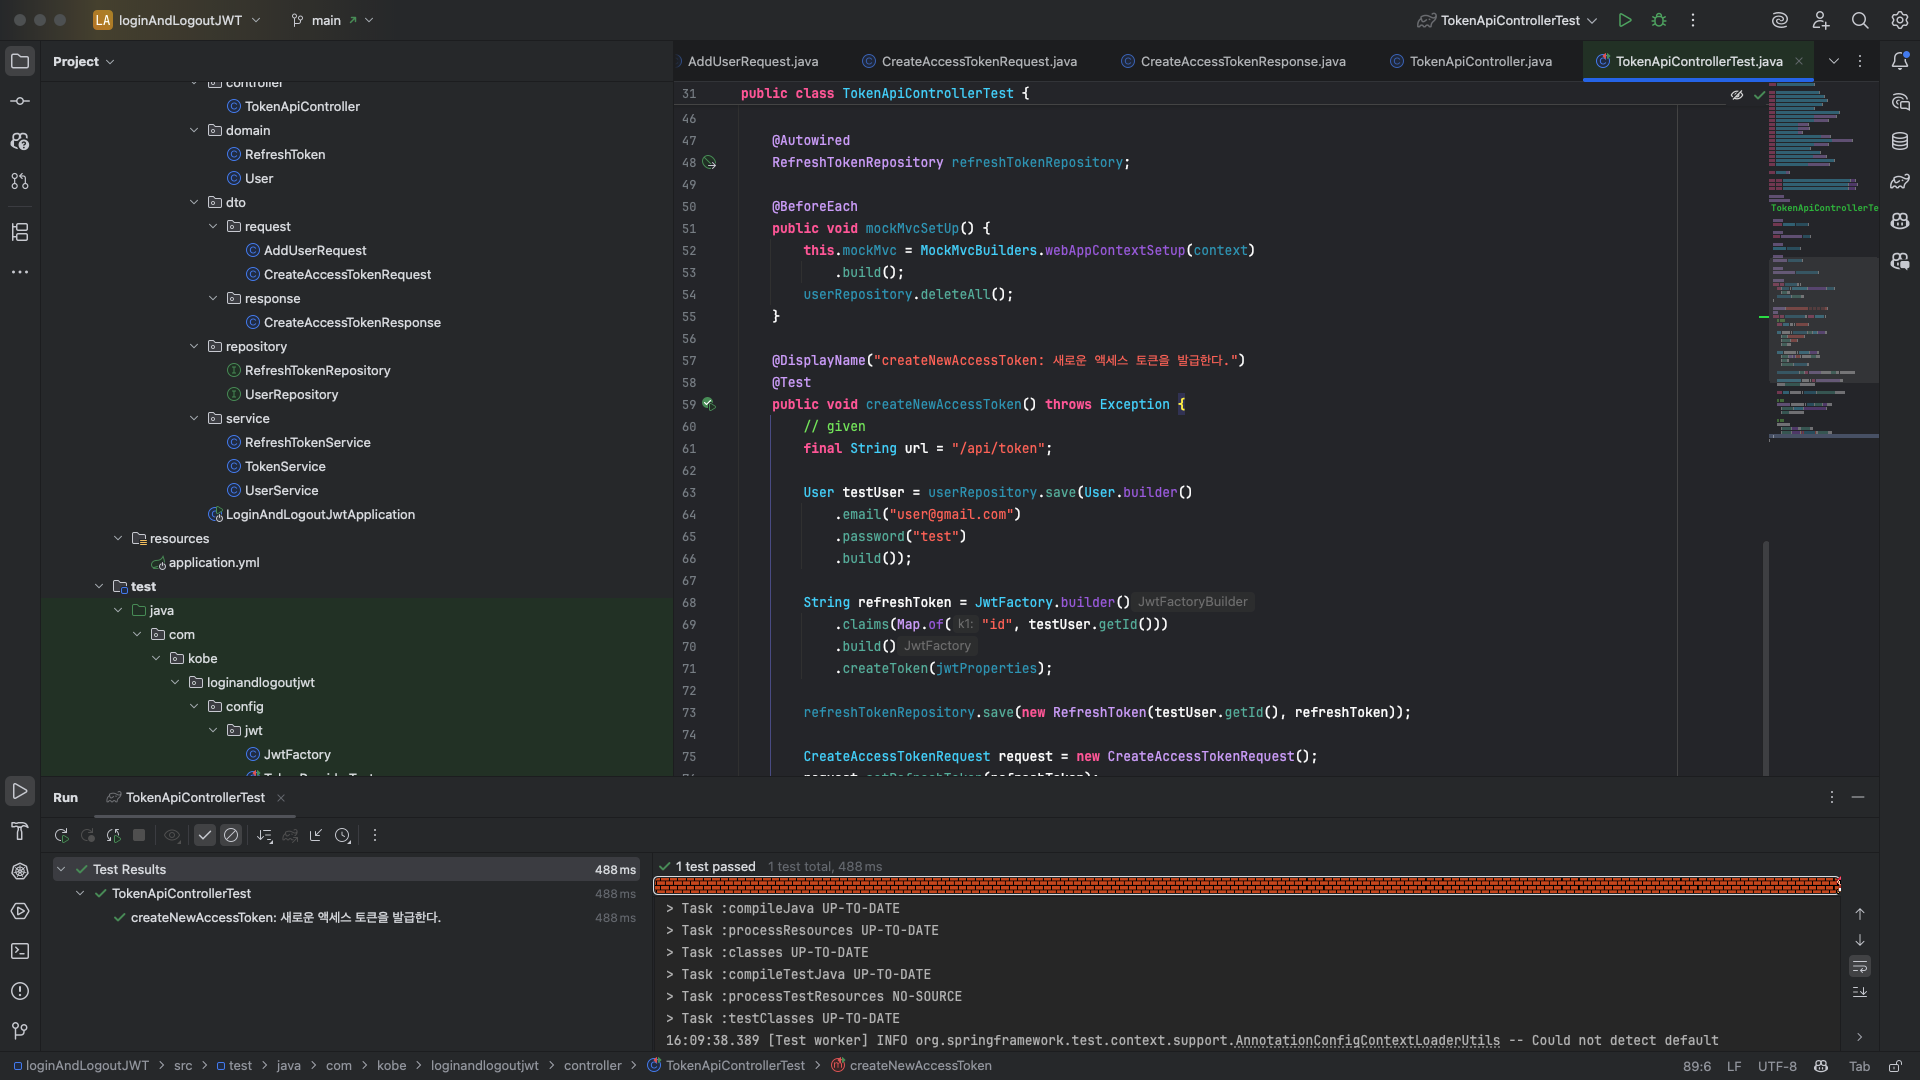 LA loginAndLogoutJWT main TokenApiControllerTest
Project
AddUserRequest.java CreateAccessTokenRequest.java CreateAccessTokenResponse.java TokenApiController.java TokenApiControllerTest.java
controller
TokenApiController
domain
RefreshToken
User
dto
request
AddUserRequest
CreateAccessTokenRequest
response
CreateAccessTokenResponse
repository
RefreshTokenRepository
UserRepository
service
RefreshTokenService
TokenService
UserService
LoginAndLogoutJwtApplication
resources
application.yml
test
java
com
kobe
loginandlogoutjwt
config
jwt
JwtFactory
31 public class TokenApiControllerTest {
46
47 @Autowired
48 RefreshTokenRepository refreshTokenRepository;
49
50 @BeforeEach
51 public void mockMvcSetUp() {
52 this.mockMvc = MockMvcBuilders.webAppContextSetup(context)
53 .build();
54 userRepository.deleteAll();
55 }
56
57 @DisplayName("createNewAccessToken: 새로운 액세스 토큰을 발급한다.")
58 @Test
59 public void createNewAccessToken() throws Exception {
60 // given
61 final String url = "/api/token";
62
63 User testUser = userRepository.save(User.builder()
64 .email("user@gmail.com")
65 .password("test")
66 .build());
67
68 String refreshToken = JwtFactory.builder() JwtFactoryBuilder
69 .claims(Map.of( k1: "id", testUser.getId()))
70 .build() JwtFactory
71 .createToken(jwtProperties);
72
73 refreshTokenRepository.save(new RefreshToken(testUser.getId(), refreshToken));
74
75 CreateAccessTokenRequest request = new CreateAccessTokenRequest();
TokenApiControllerTe
Run TokenApiControllerTest
Test Results 488 ms
TokenApiControllerTest 488 ms
createNewAccessToken: 새로운 액세스 토큰을 발급한다. 488 ms
1 test passed 1 test total, 488 ms
> Task :compileJava UP-TO-DATE
> Task :processResources UP-TO-DATE
> Task :classes UP-TO-DATE
> Task :compileTestJava UP-TO-DATE
> Task :processTestResources NO-SOURCE
> Task :testClasses UP-TO-DATE
16:09:38.389 [Test worker] INFO org.springframework.test.context.support.AnnotationConfigContextLoaderUtils -- Could not detect default
loginAndLogoutJWT > src > test > java > com > kobe > loginandlogoutjwt > controller > TokenApiControllerTest > createNewAccessToken 89:6 LF UTF-8 Tab